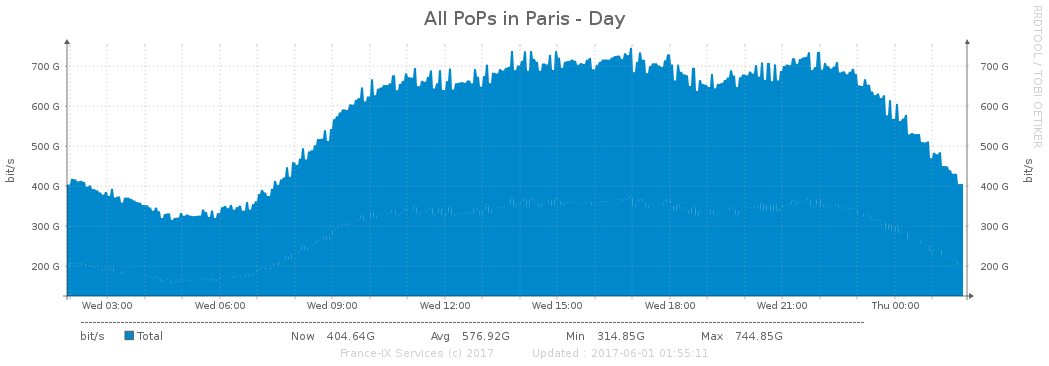 All PoPs in Paris - Day
RRDTOOL / TOBI OETIKER
bit/s
bit/s
700 G 700 G
600 G 600 G
500 G 500 G
400 G 400 G
300 G 300 G
200 G 200 G
Wed 03:00 Wed 06:00 Wed 09:00 Wed 12:00 Wed 15:00 Wed 18:00 Wed 21:00 Thu 00:00
bit/s Total Now 404.64G Avg 576.92G Min 314.85G Max 744.85G
France-IX Services (c) 2017 Updated : 2017-06-01 01:55:11